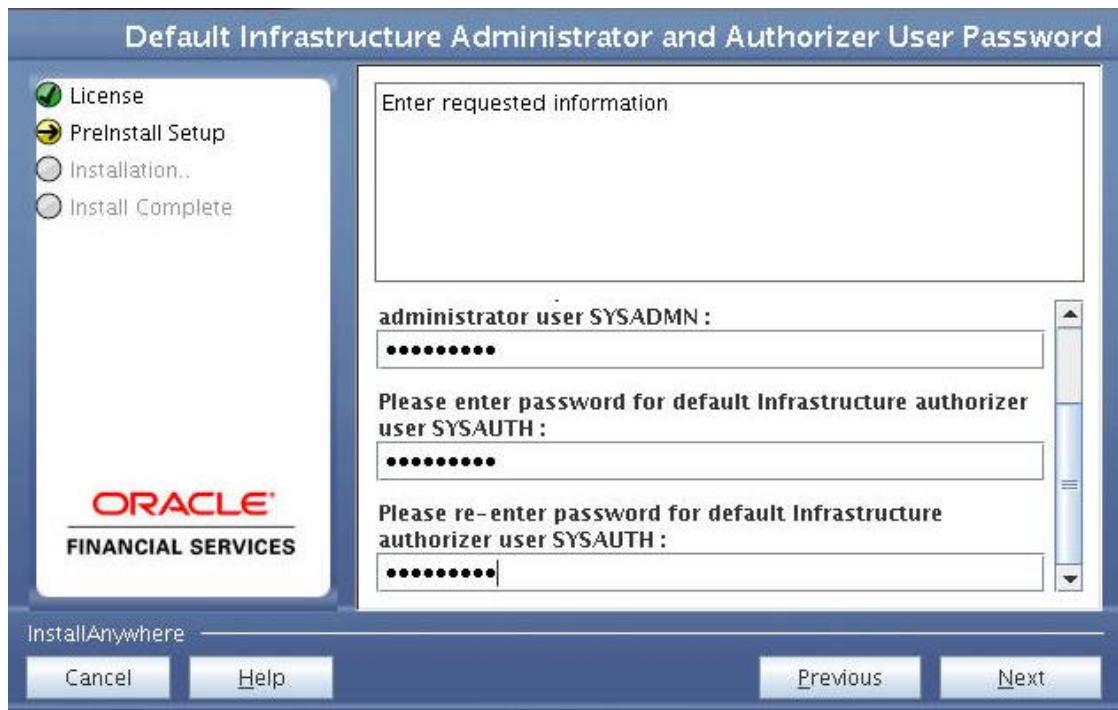 Default Infrastructure Administrator and Authorizer User Password
License
PreInstall Setup
Installation..
Install Complete
ORACLE
FINANCIAL SERVICES
Enter requested information
administrator user SYSADMN :
•••••••••
Please enter password for default Infrastructure authorizer
user SYSAUTH :
•••••••••
Please re-enter password for default Infrastructure
authorizer user SYSAUTH :
•••••••••
InstallAnywhere
Cancel
Help
Previous
Next